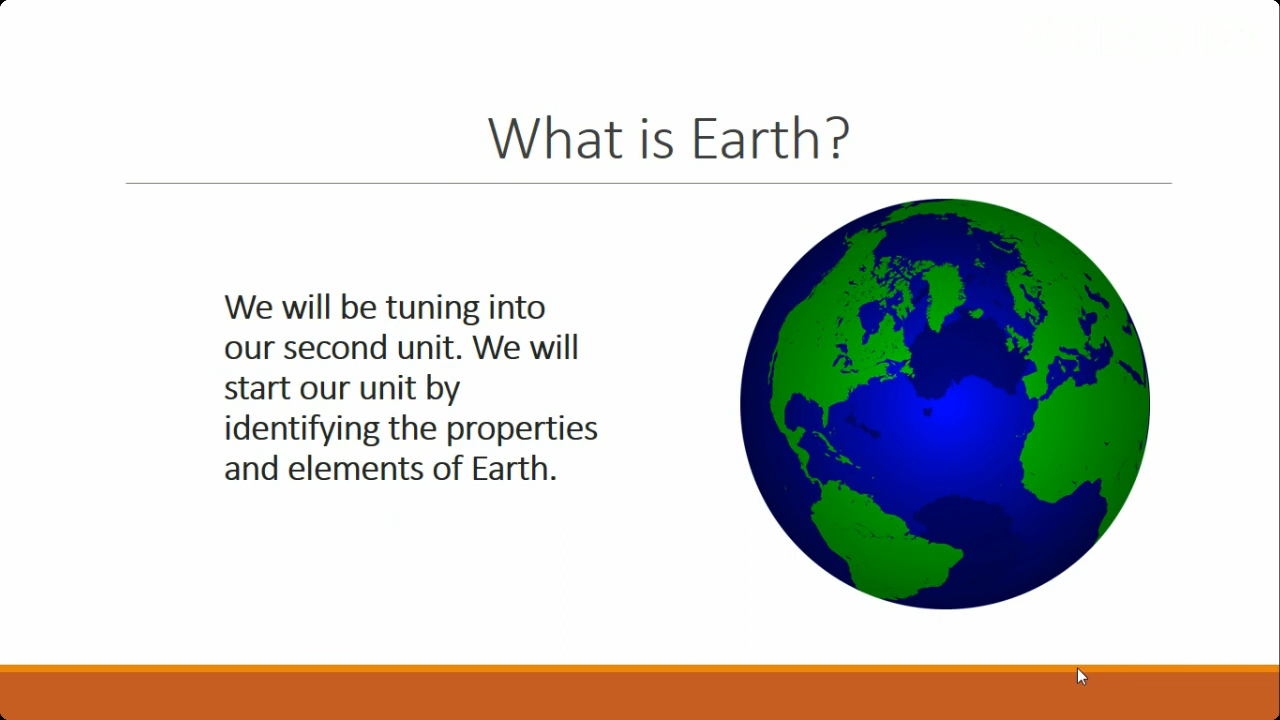 What is Earth?
We will be tuning into
our second unit. We will
start our unit by
identifying the properties
and elements of Earth.